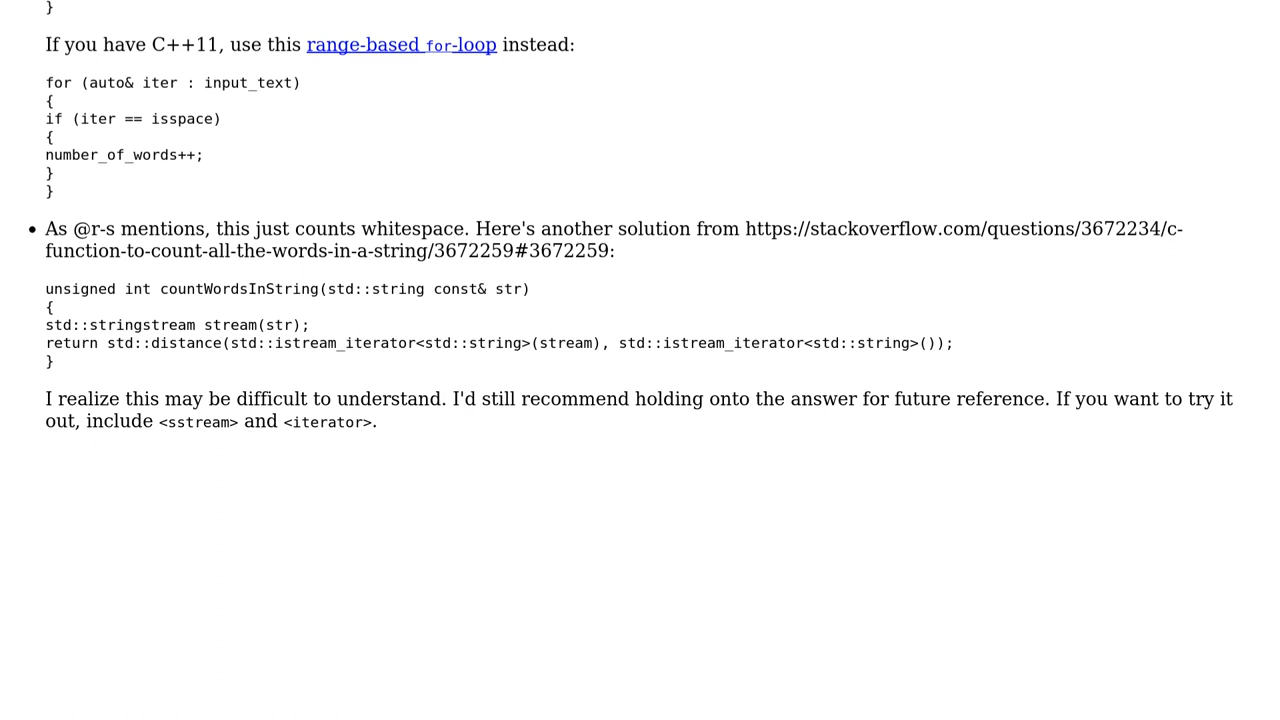 }
If you have C++11, use this range-based for-loop instead:
for (auto& iter : input_text)
{
if (iter == isspace)
{
number_of_words++;
}
}
• As @r-s mentions, this just counts whitespace. Here's another solution from https://stackoverflow.com/questions/3672234/c-
function-to-count-all-the-words-in-a-string/3672259#3672259:
unsigned int countWordsInString(std::string const& str)
{
std::stringstream stream(str);
return std::distance(std::istream_iterator<std::string>(stream), std::istream_iterator<std::string>());
}
I realize this may be difficult to understand. I'd still recommend holding onto the answer for future reference. If you want to try it
out, include <sstream> and <iterator>.